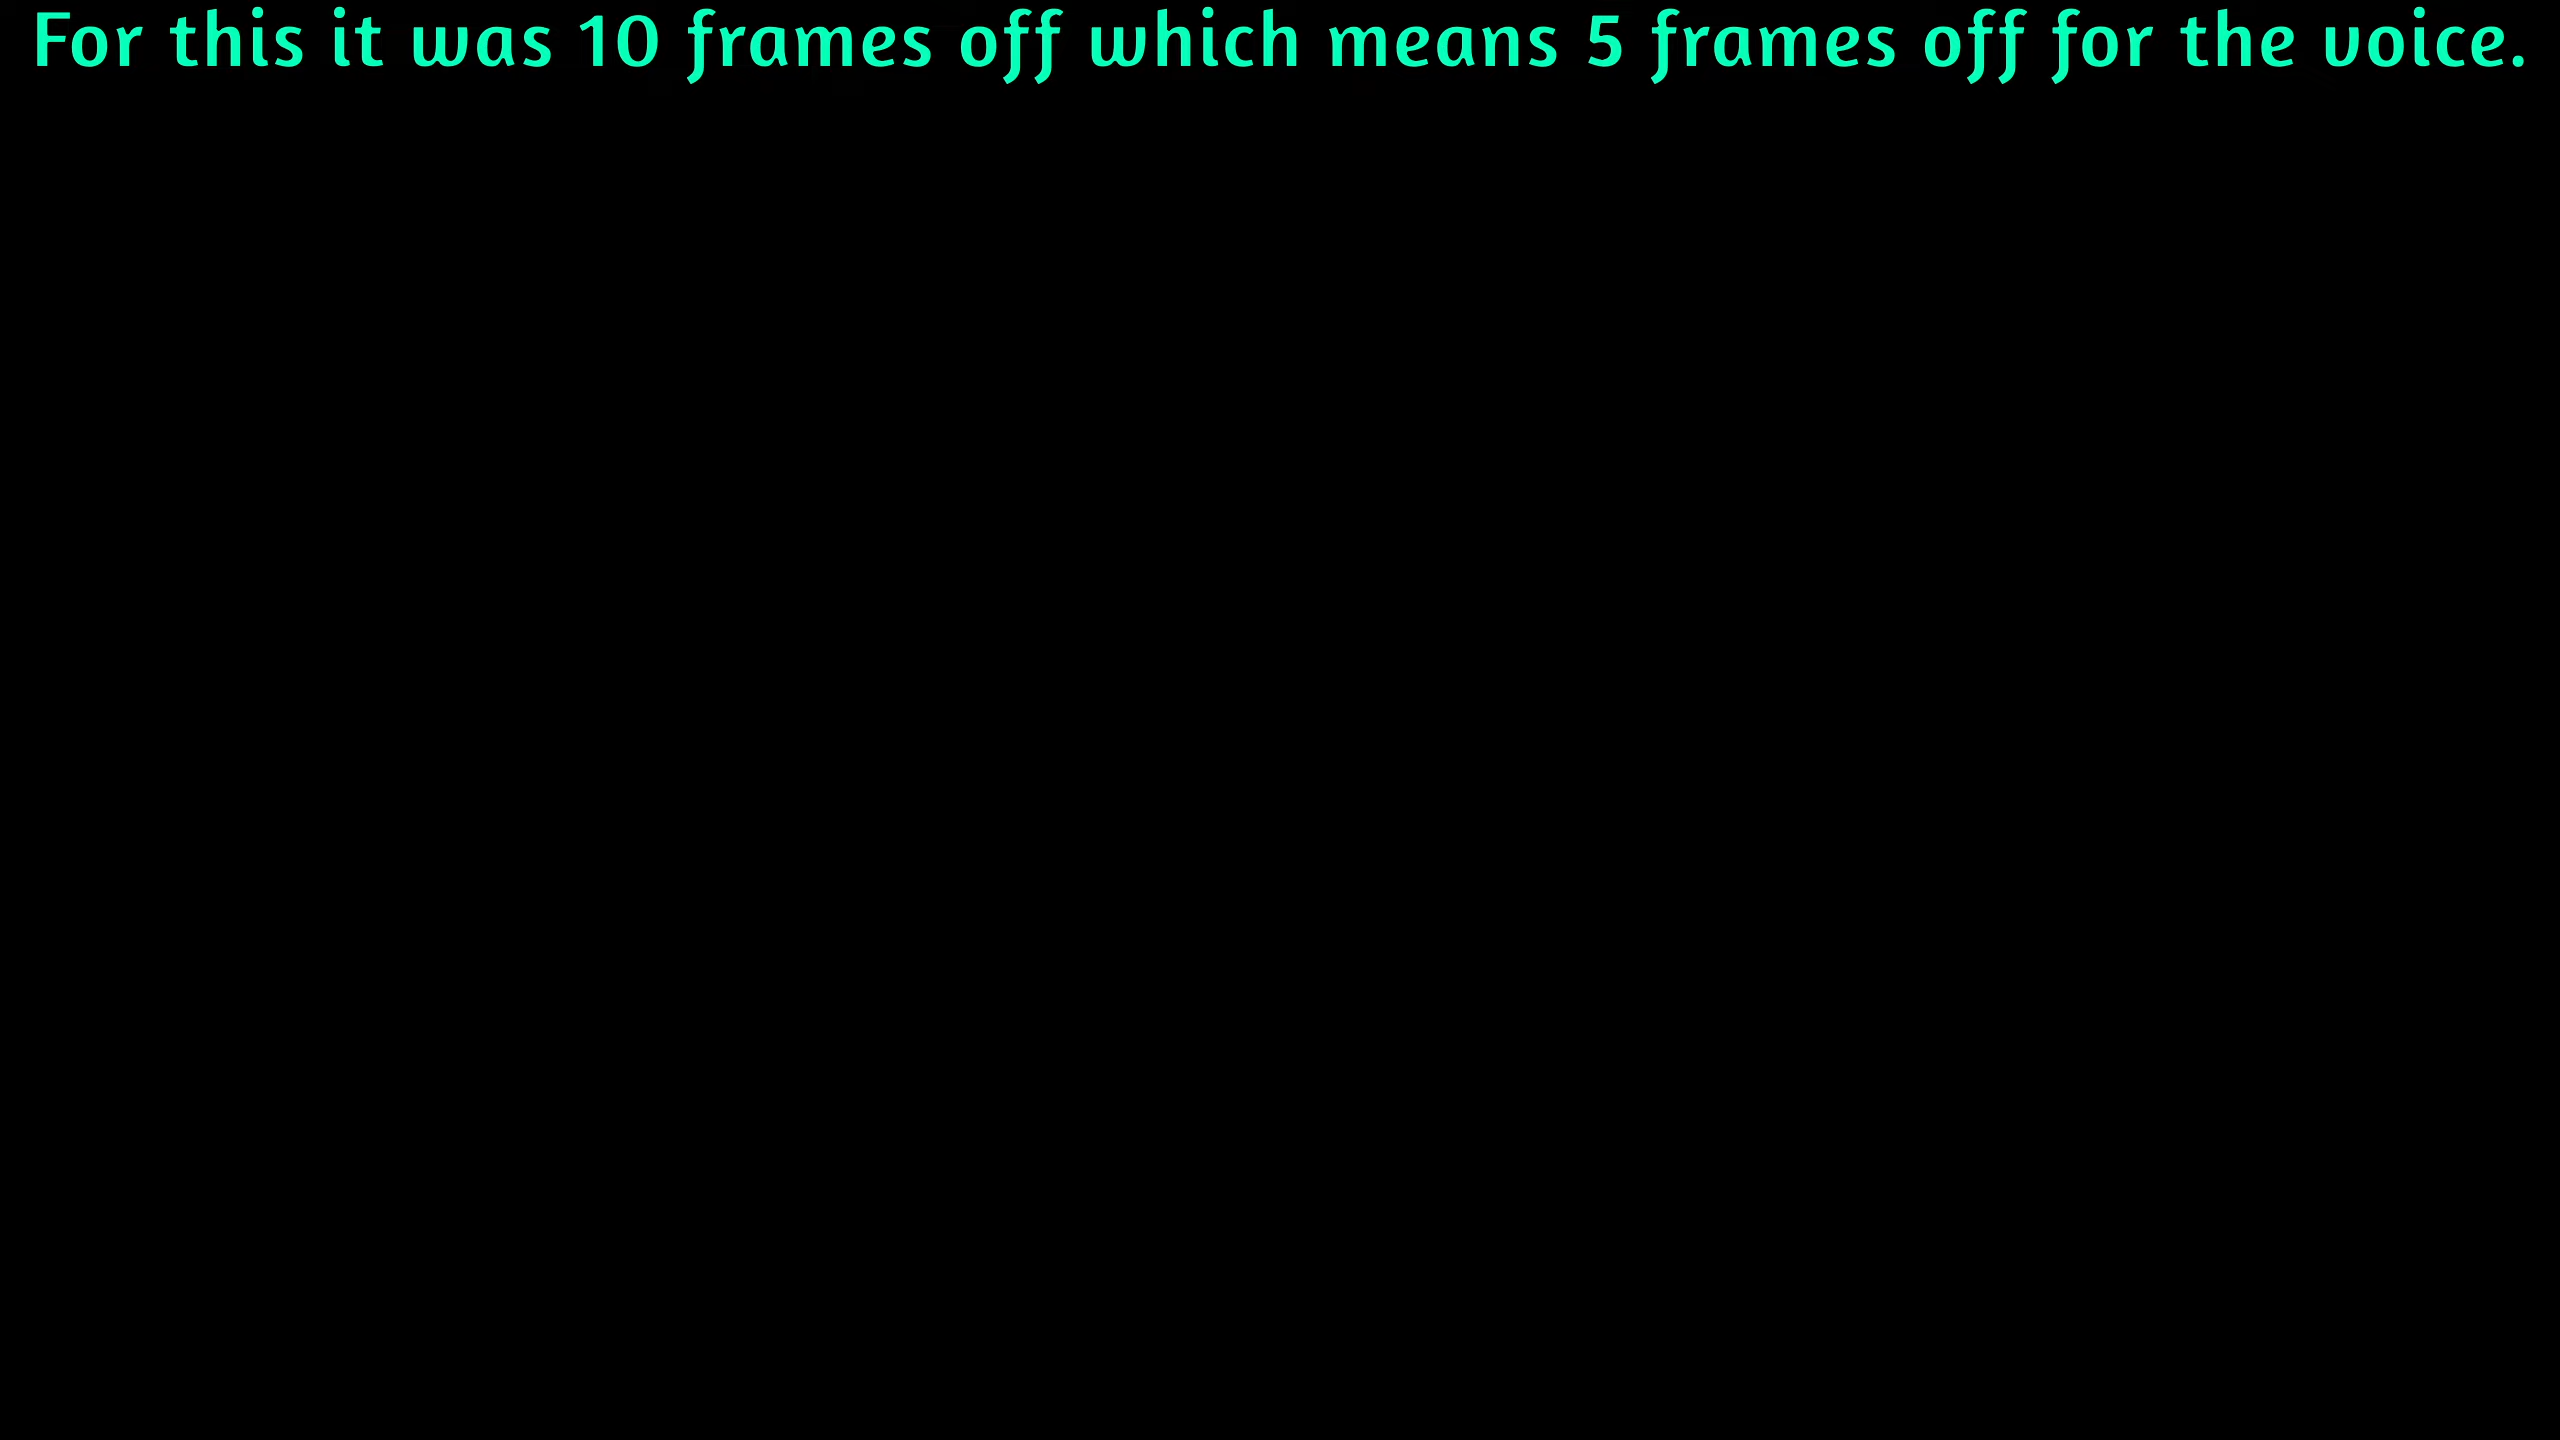 For this it was 10 frames off which means 5 frames off for the voice.